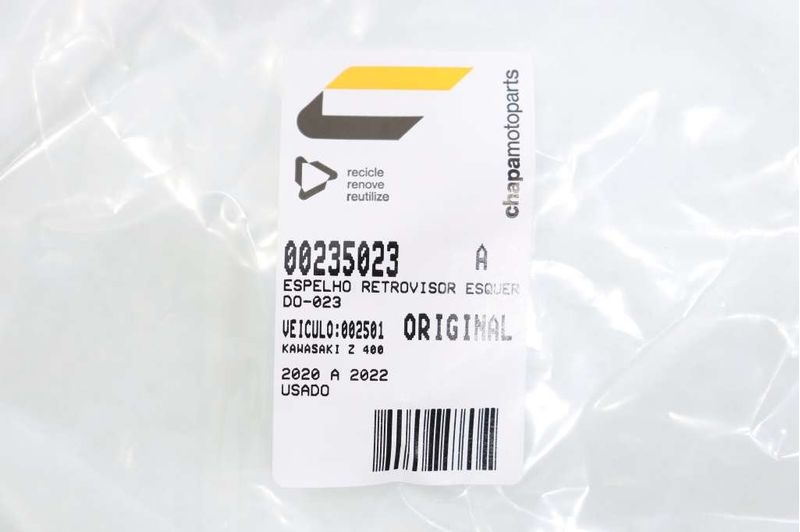 chapamotoparts
recicle
renove
reutilize
00235023 A
ESPELHO RETROVISOR ESQUER
DO-023
VEICULO:002501 ORIGINAL
KAWASAKI Z 400
2020 A 2022
USADO